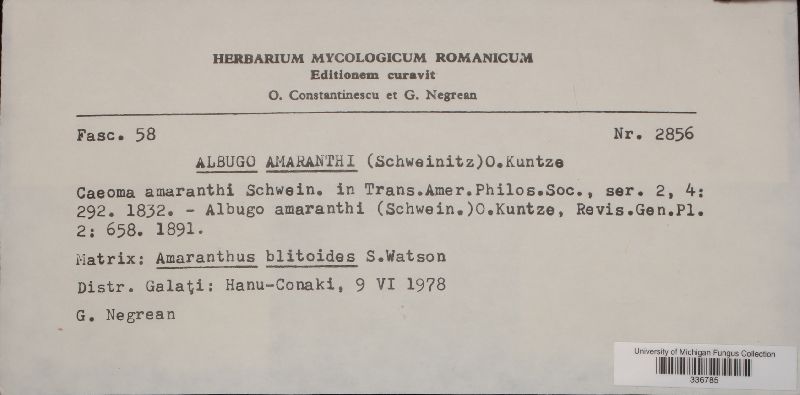 HERBARIUM MYCOLOGICUM ROMANICUM
Editionem curavit
O. Constantinescu et G. Negrean
Fasc. 58 Nr. 2856
ALBUGO AMARANTHI (Schweinitz)O.Kuntze
Caeoma amaranthi Schwein. in Trans.Amer.Philos.Soc., ser. 2, 4:
292. 1832. - Albugo amaranthi (Schwein.)O.Kuntze, Revis.Gen.Pl.
2: 658. 1891.
Matrix: Amaranthus blitoides S.Watson
Distr. Galaţi: Hanu-Conaki, 9 VI 1978
G. Negrean
University of Michigan Fungus Collection
336785